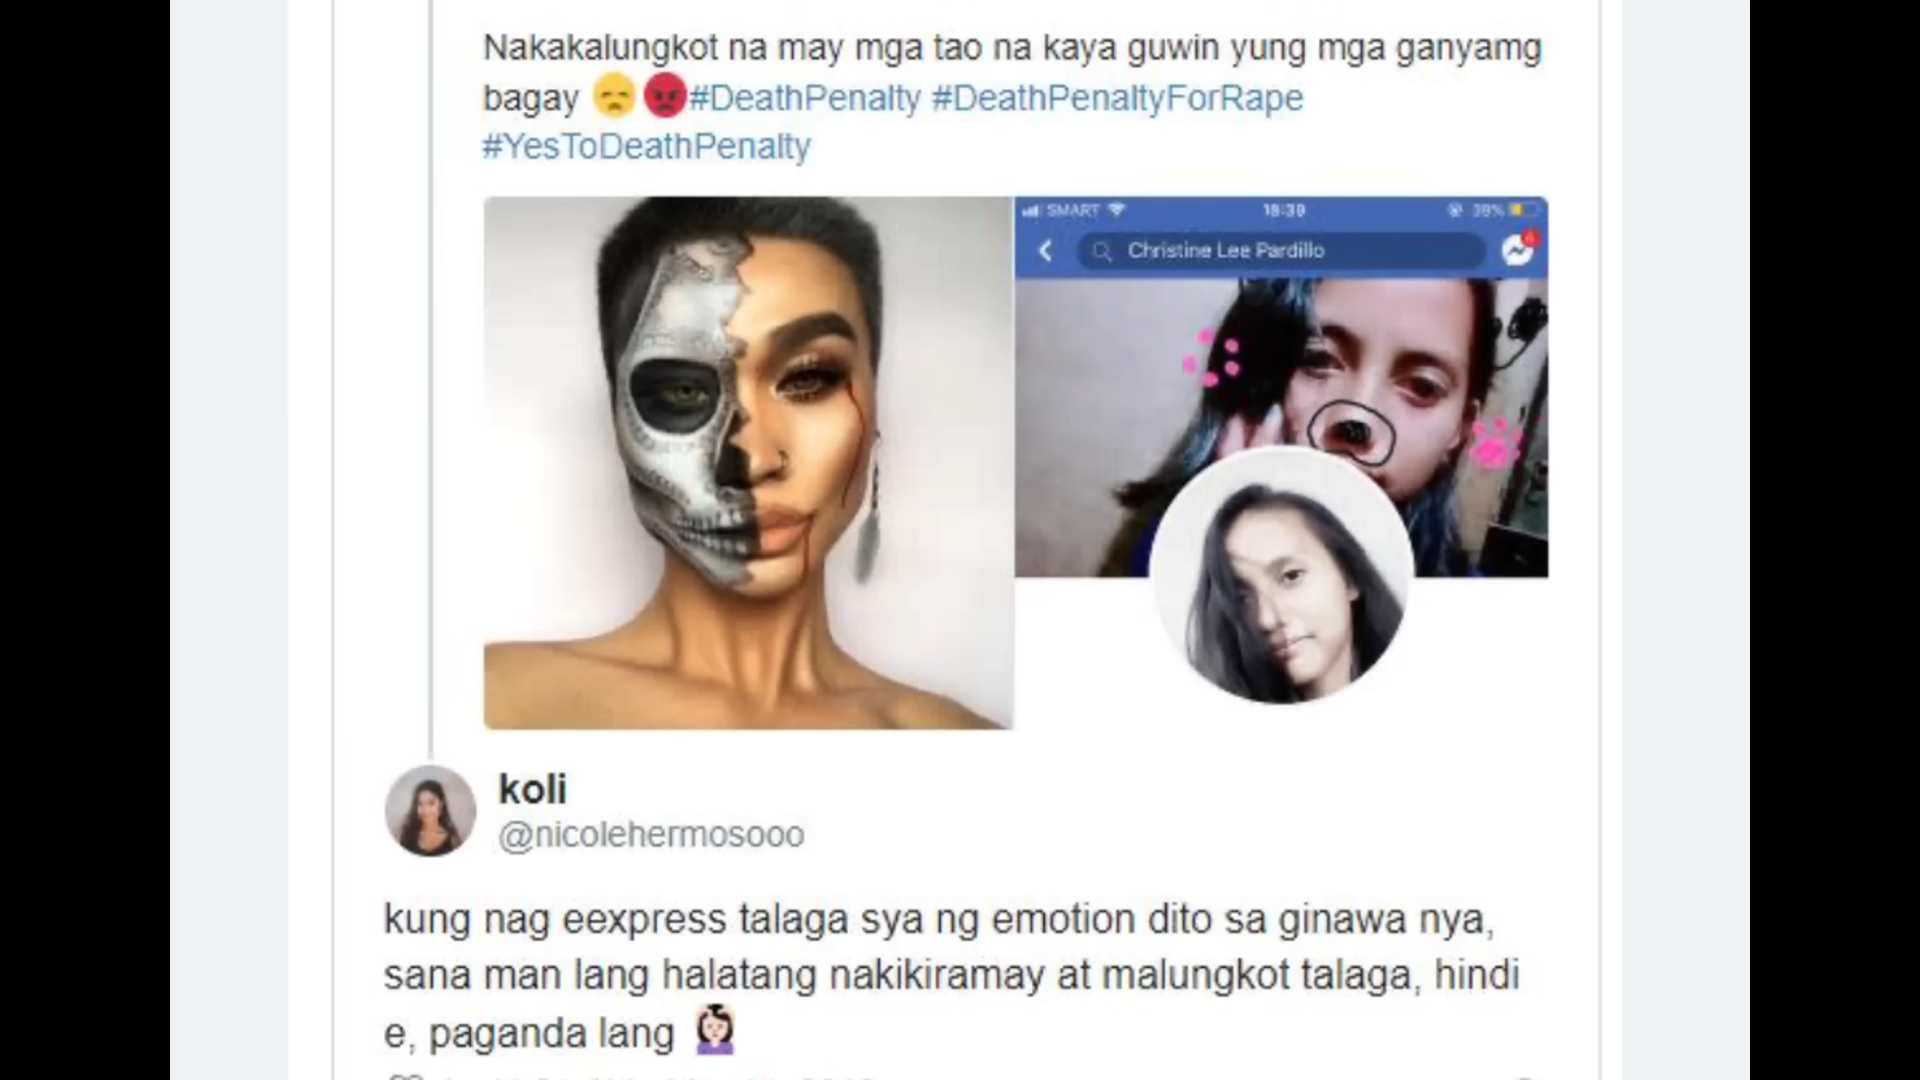 Nakakalungkot na may mga tao na kaya guwin yung mga ganyamg
bagay 😞😡#DeathPenalty #DeathPenaltyForRape
#YesToDeathPenalty
SMART 18:39 39%
Christine Lee Pardillo
koli
@nicolehermosooo
kung nag eexpress talaga sya ng emotion dito sa ginawa nya,
sana man lang halatang nakikiramay at malungkot talaga, hindi
e, paganda lang 💆🏻